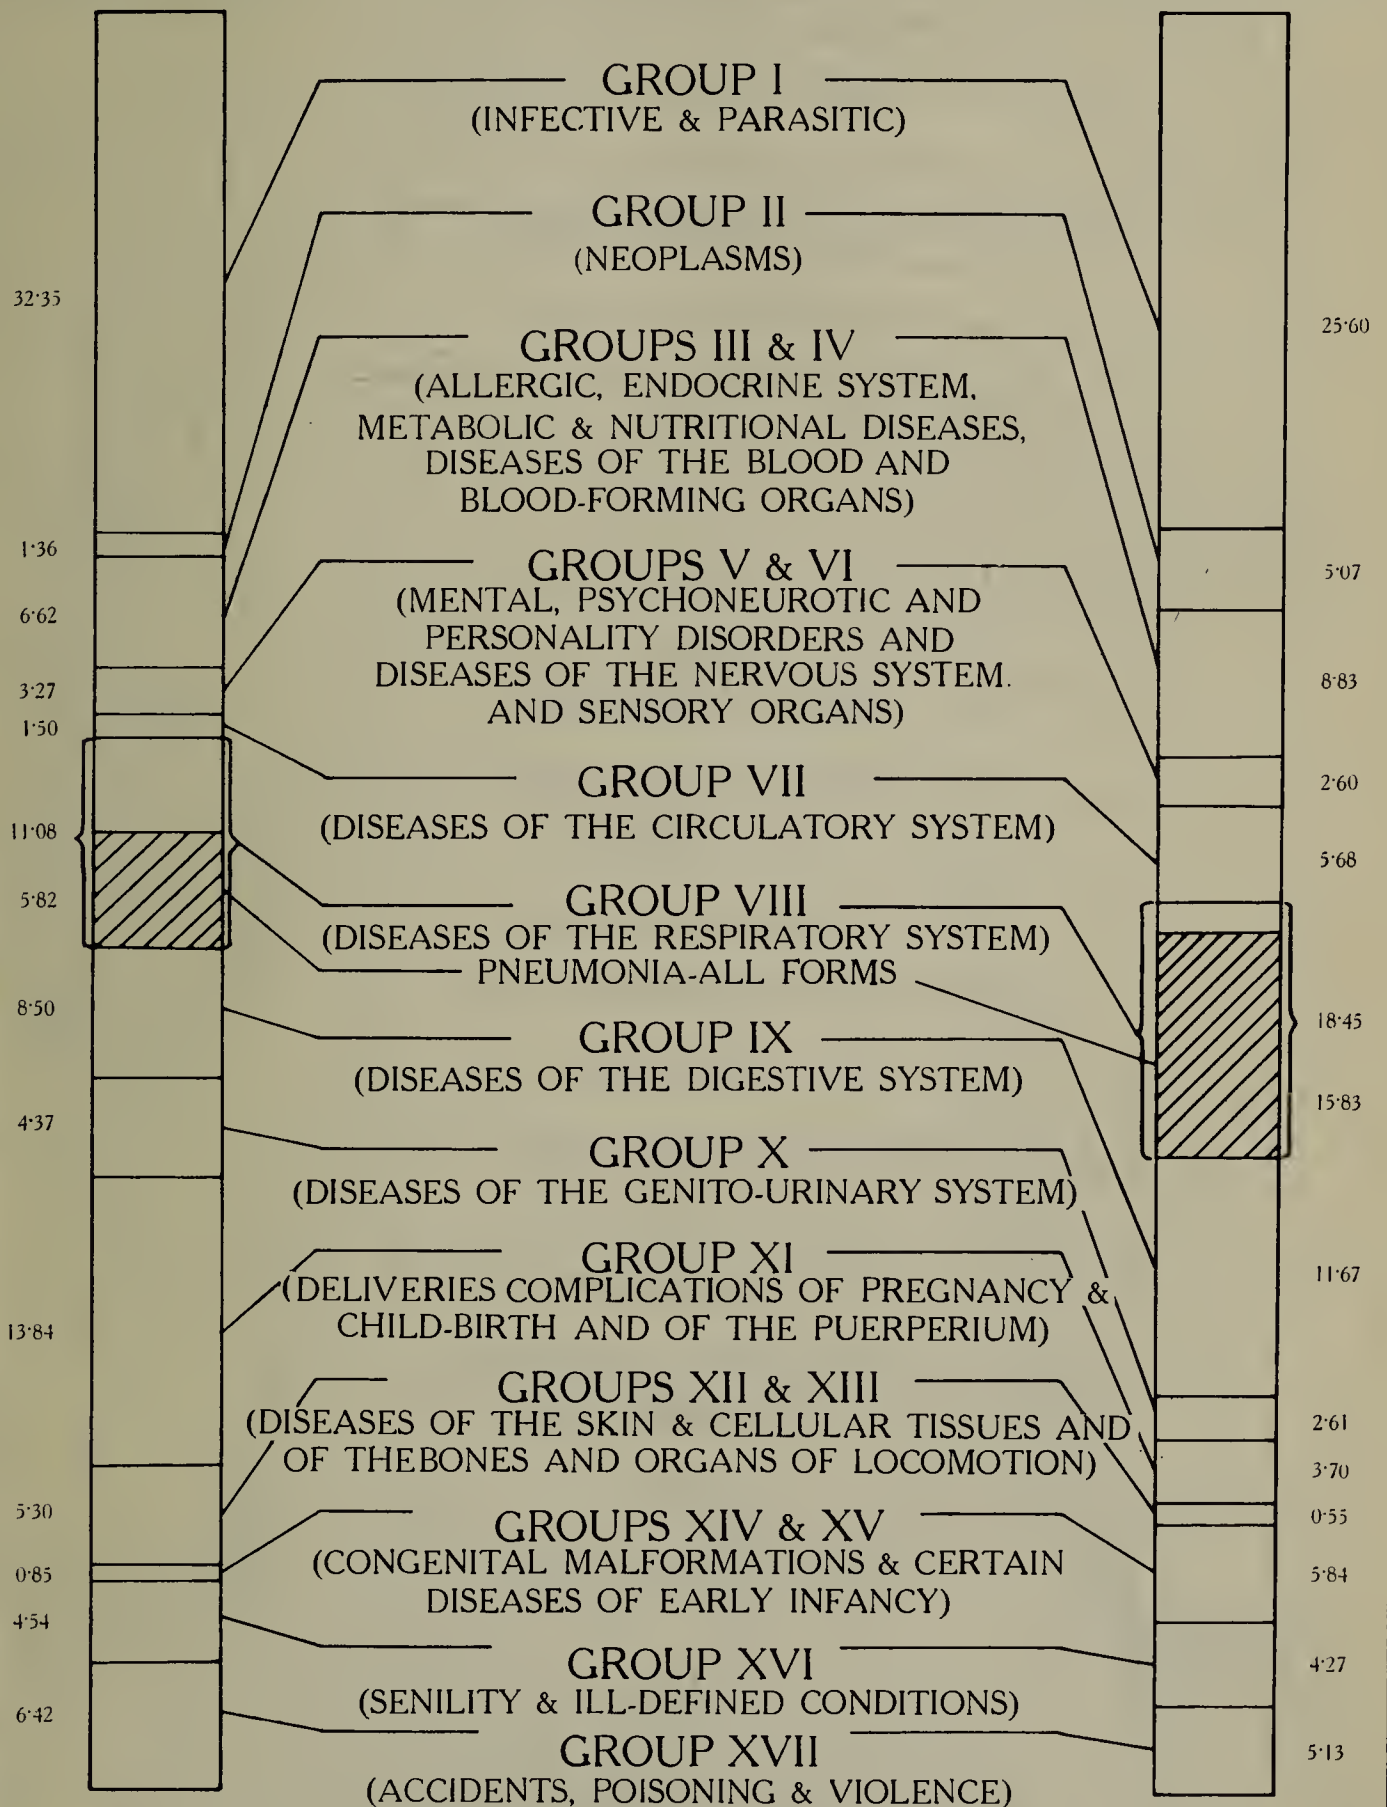 GROUP I
(INFECTIVE & PARASITIC)
GROUP II
(NEOPLASMS)
32·35
25·60
GROUPS III & IV
(ALLERGIC, ENDOCRINE SYSTEM,
METABOLIC & NUTRITIONAL DISEASES,
DISEASES OF THE BLOOD AND
BLOOD-FORMING ORGANS)
1·36
5·07
GROUPS V & VI
(MENTAL, PSYCHONEUROTIC AND
6·62
PERSONALITY DISORDERS AND
DISEASES OF THE NERVOUS SYSTEM.
8·83
3·27
AND SENSORY ORGANS)
1·50
GROUP VII
2·60
(DISEASES OF THE CIRCULATORY SYSTEM)
11·08
5·68
5·82
GROUP VIII
(DISEASES OF THE RESPIRATORY SYSTEM)
PNEUMONIA-ALL FORMS
8·50
18·45
GROUP IX
(DISEASES OF THE DIGESTIVE SYSTEM)
15·83
4·37
GROUP X
(DISEASES OF THE GENITO-URINARY SYSTEM)
GROUP XI
11·67
(DELIVERIES COMPLICATIONS OF PREGNANCY &
CHILD-BIRTH AND OF THE PUERPERIUM)
13·84
GROUPS XII & XIII
(DISEASES OF THE SKIN & CELLULAR TISSUES AND
2·61
OF THEBONES AND ORGANS OF LOCOMOTION)
3·70
5·30
0·55
GROUPS XIV & XV
(CONGENITAL MALFORMATIONS & CERTAIN
0·85
5·84
DISEASES OF EARLY INFANCY)
4·54
GROUP XVI
4·27
(SENILITY & ILL-DEFINED CONDITIONS)
6·42
GROUP XVII
5·13
(ACCIDENTS, POISONING & VIOLENCE)